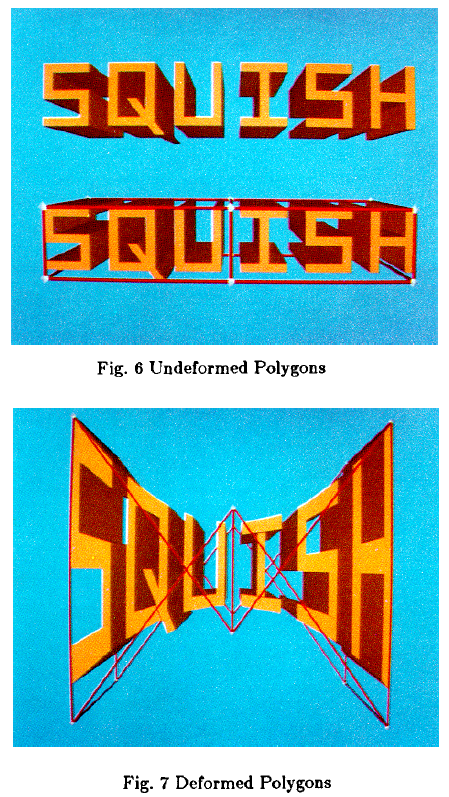 SQUISH
SQUISH
Fig. 6 Undeformed Polygons
SQUISH
Fig. 7 Deformed Polygons